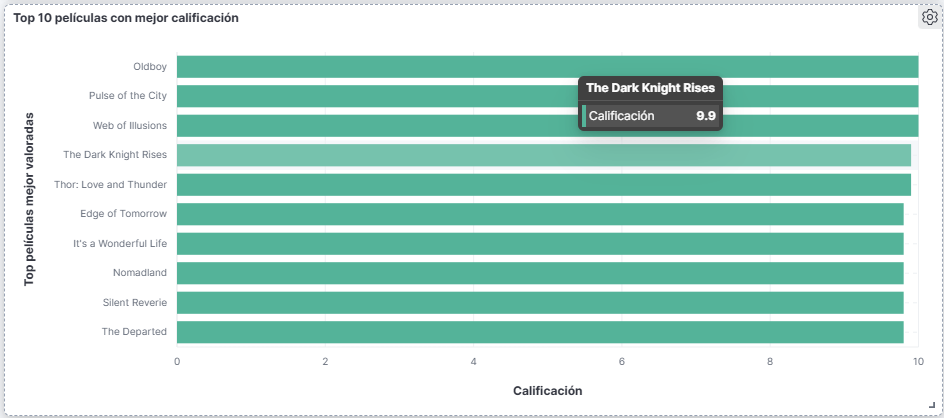 Top 10 películas con mejor calificación
Top películas mejor valoradas
Oldboy
Pulse of the City
Web of Illusions
The Dark Knight Rises
Thor: Love and Thunder
Edge of Tomorrow
It's a Wonderful Life
Nomadland
Silent Reverie
The Departed
The Dark Knight Rises
Calificación 9.9
0 2 4 6 8 10
Calificación